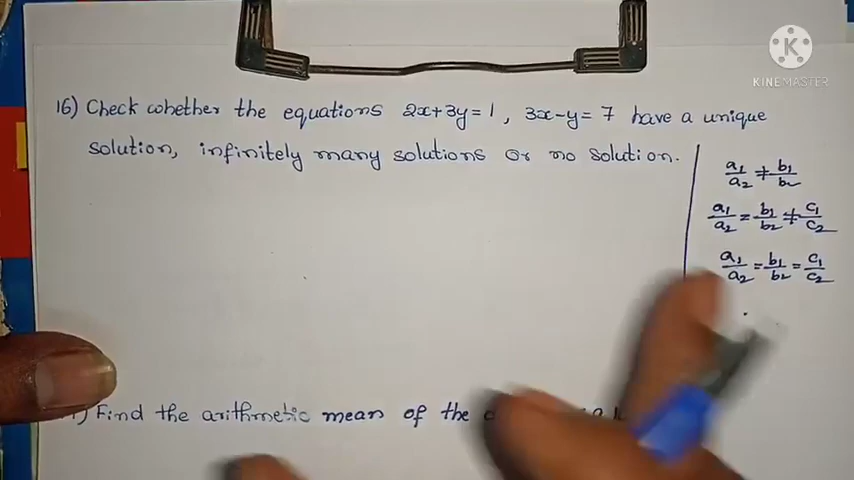 K
KINEMASTER
16) Check whether the equations 2x+3y=1, 3x-y=7 have a unique
solution, infinitely many solutions or no solution.
a₁/a₂ ≠ b₁/b₂
a₁/a₂ = b₁/b₂ ≠ c₁/c₂
a₁/a₂ = b₁/b₂ = c₁/c₂
) Find the arithmetic mean of the